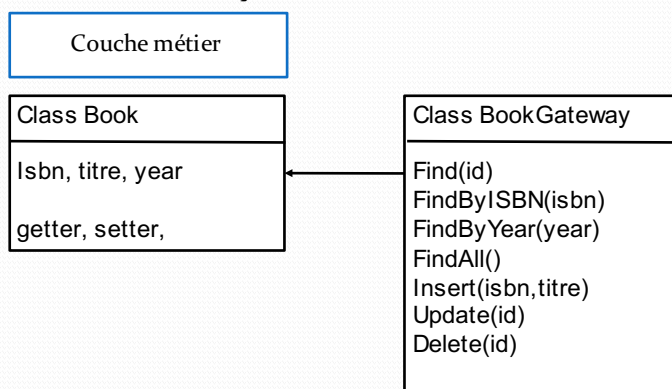 Couche métier
Class Book
Isbn, titre, year
getter, setter,
Class BookGateway
Find(id)
FindByISBN(isbn)
FindByYear(year)
FindAll()
Insert(isbn,titre)
Update(id)
Delete(id)